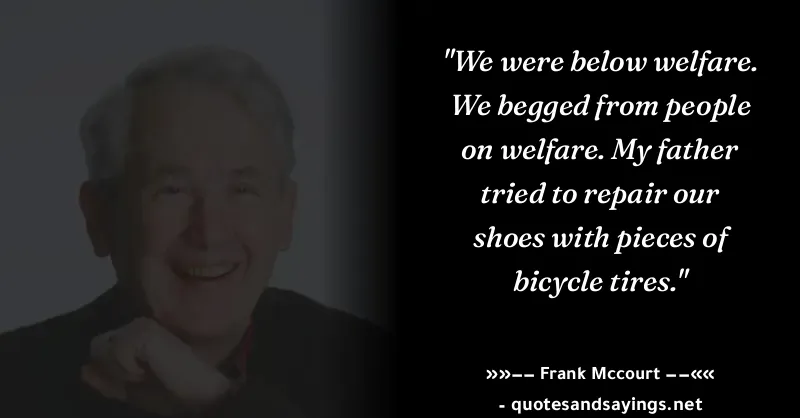 "We were below welfare.
We begged from people
on welfare. My father
tried to repair our
shoes with pieces of
bicycle tires."
»»−− Frank Mccourt −−««
- quotesandsayings.net